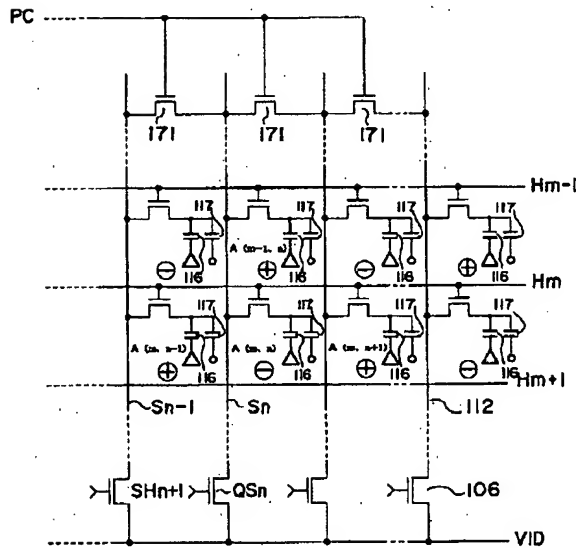 PC
171 171 171
Hm-1
117 117 117 117
A (m-1, n)
⊖ 116 ⊕ 116 ⊖ 116 ⊕ 116
Hm
117 117 117 117
A (m, n-1) A (m, n) A (m, n+1)
⊕ 116 ⊖ 116 ⊕ 116 ⊖ 116
Hm+1
Sn-1 Sn 112
SHn+1 QSn 106
VID